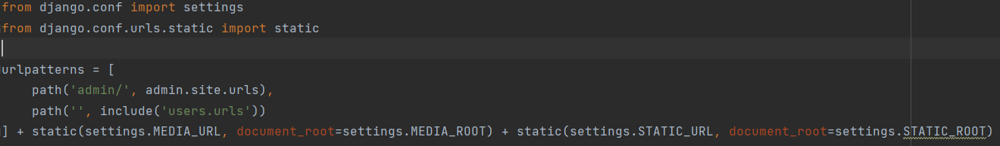 from django.conf import settings
from django.conf.urls.static import static
urlpatterns = [
    path('admin/', admin.site.urls),
    path('', include('users.urls'))
] + static(settings.MEDIA_URL, document_root=settings.MEDIA_ROOT) + static(settings.STATIC_URL, document_root=settings.STATIC_ROOT)